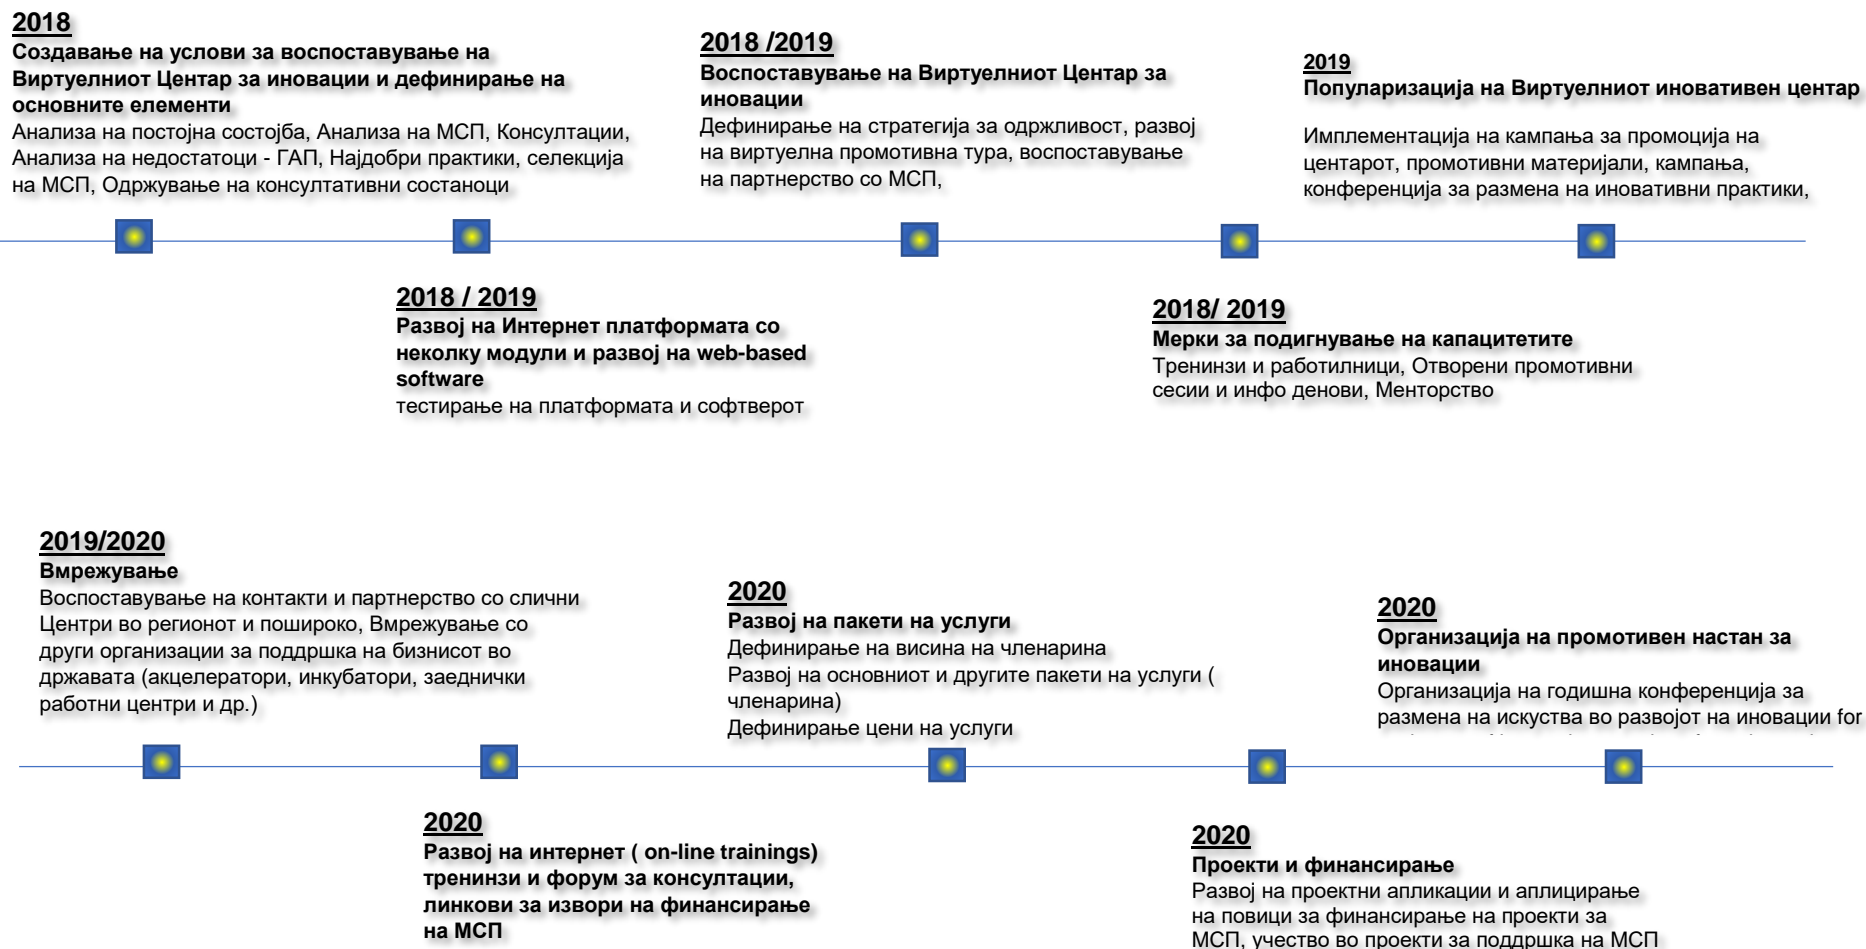 2018
Создавање на услови за воспоставување на
Виртуелниот Центар за иновации и дефинирање на
основните елементи
Анализа на постојна состојба, Анализа на МСП, Консултации,
Анализа на недостатоци - ГАП, Најдобри практики, селекција
на МСП, Одржување на консултативни состаноци
2018 / 2019
Развој на Интернет платформата со
неколку модули и развој на web-based
software
тестирање на платформата и софтверот
2018 /2019
Воспоставување на Виртуелниот Центар за
иновации
Дефинирање на стратегија за одржливост, развој
на виртуелна промотивна тура, воспоставување
на партнерство со МСП,
2018/ 2019
Мерки за подигнување на капацитетите
Тренинзи и работилници, Отворени промотивни
сесии и инфо денови, Менторство
2019
Популаризација на Виртуелниот иновативен центар
Имплементација на кампања за промоција на
центарот, промотивни материјали, кампања,
конференција за размена на иновативни практики,
2019/2020
Вмрежување
Воспоставување на контакти и партнерство со слични
Центри во регионот и пошироко, Вмрежување со
други организации за поддршка на бизнисот во
државата (акцелератори, инкубатори, заеднички
работни центри и др.)
2020
Развој на интернет ( on-line trainings)
тренинзи и форум за консултации,
линкови за извори на финансирање
на МСП
2020
Развој на пакети на услуги
Дефинирање на висина на членарина
Развој на основниот и другите пакети на услуги (
членарина)
Дефинирање цени на услуги
2020
Проекти и финансирање
Развој на проектни апликации и аплицирање
на повици за финансирање на проекти за
МСП, учество во проекти за поддршка на МСП
2020
Организација на промотивен настан за
иновации
Организација на годишна конференција за
размена на искуства во развојот на иновации for